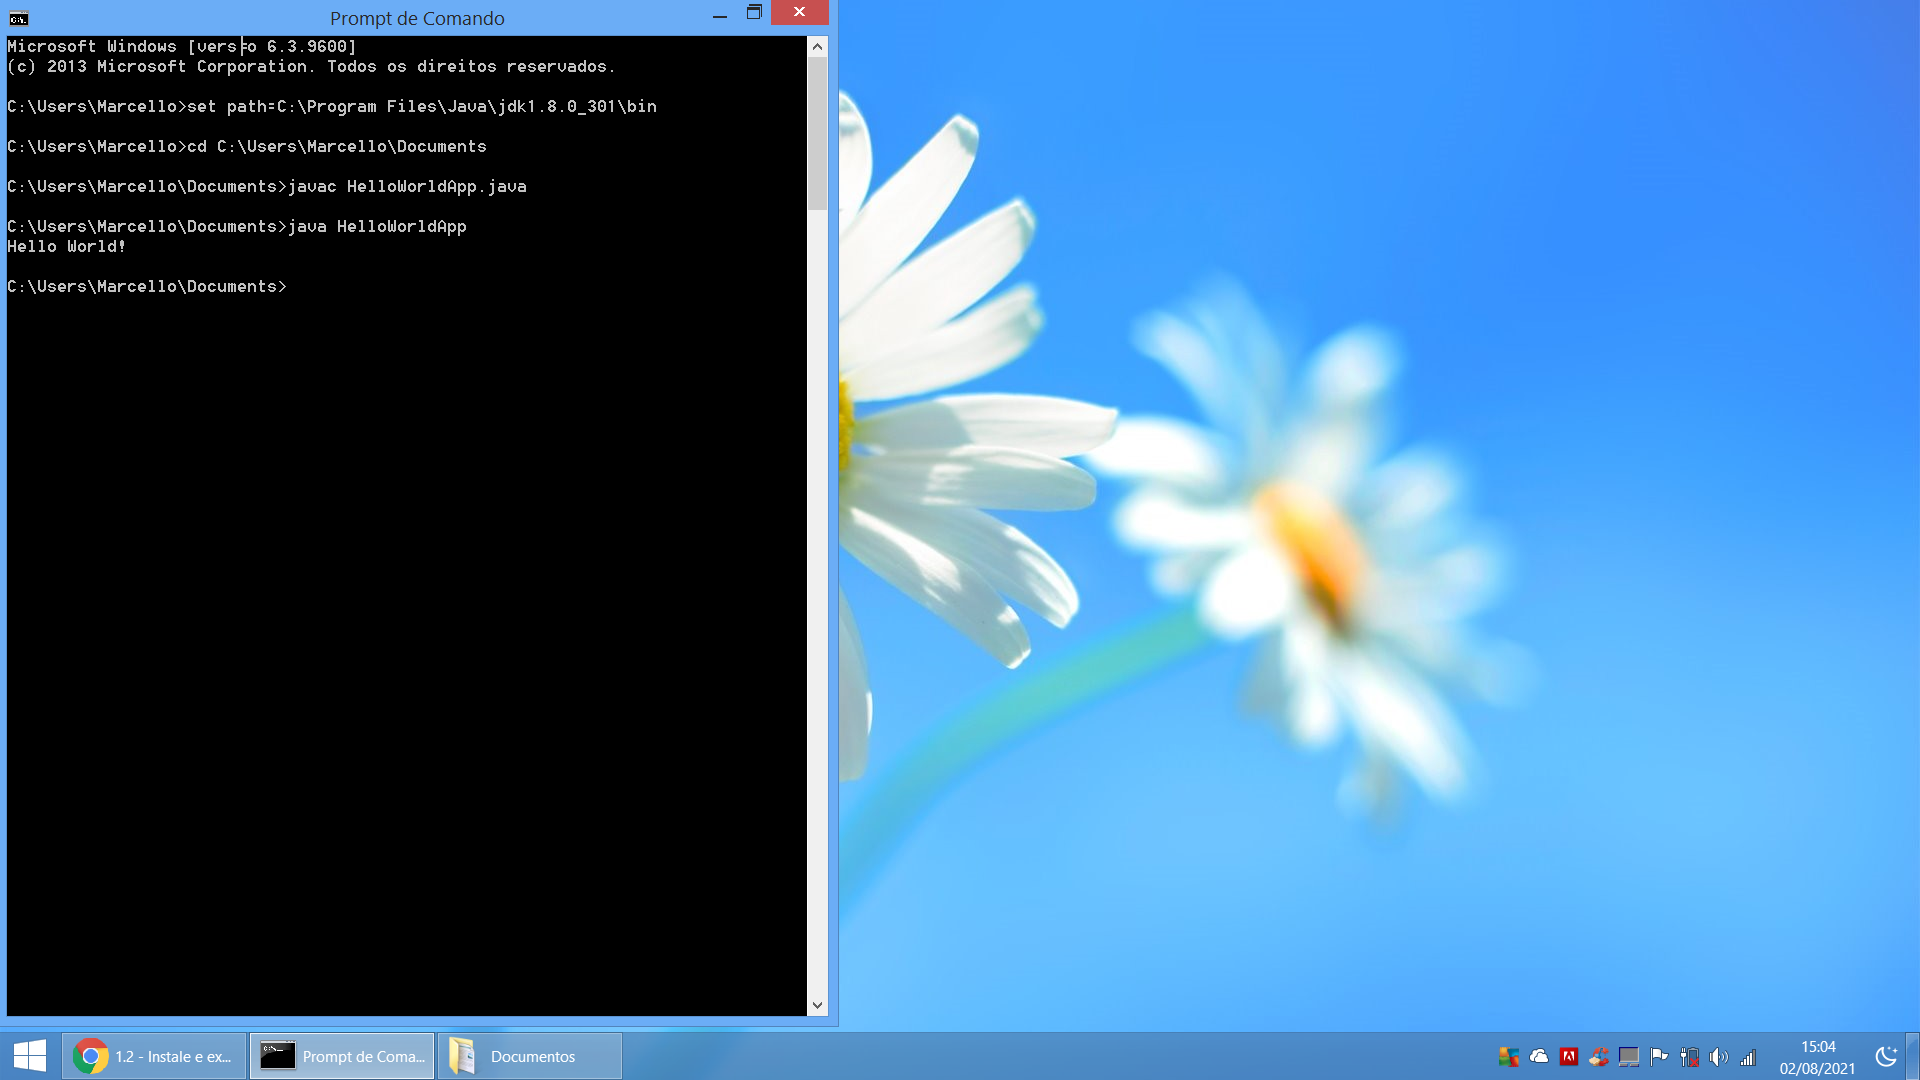 Prompt de Comando
Microsoft Windows [versão 6.3.9600]
(c) 2013 Microsoft Corporation. Todos os direitos reservados.
C:\Users\Marcello>set path=C:\Program Files\Java\jdk1.8.0_301\bin
C:\Users\Marcello>cd C:\Users\Marcello\Documents
C:\Users\Marcello\Documents>javac HelloWorldApp.java
C:\Users\Marcello\Documents>java HelloWorldApp
Hello World!
C:\Users\Marcello\Documents>
1.2 - Instale e ex...
Prompt de Coma...
Documentos
15:04
02/08/2021